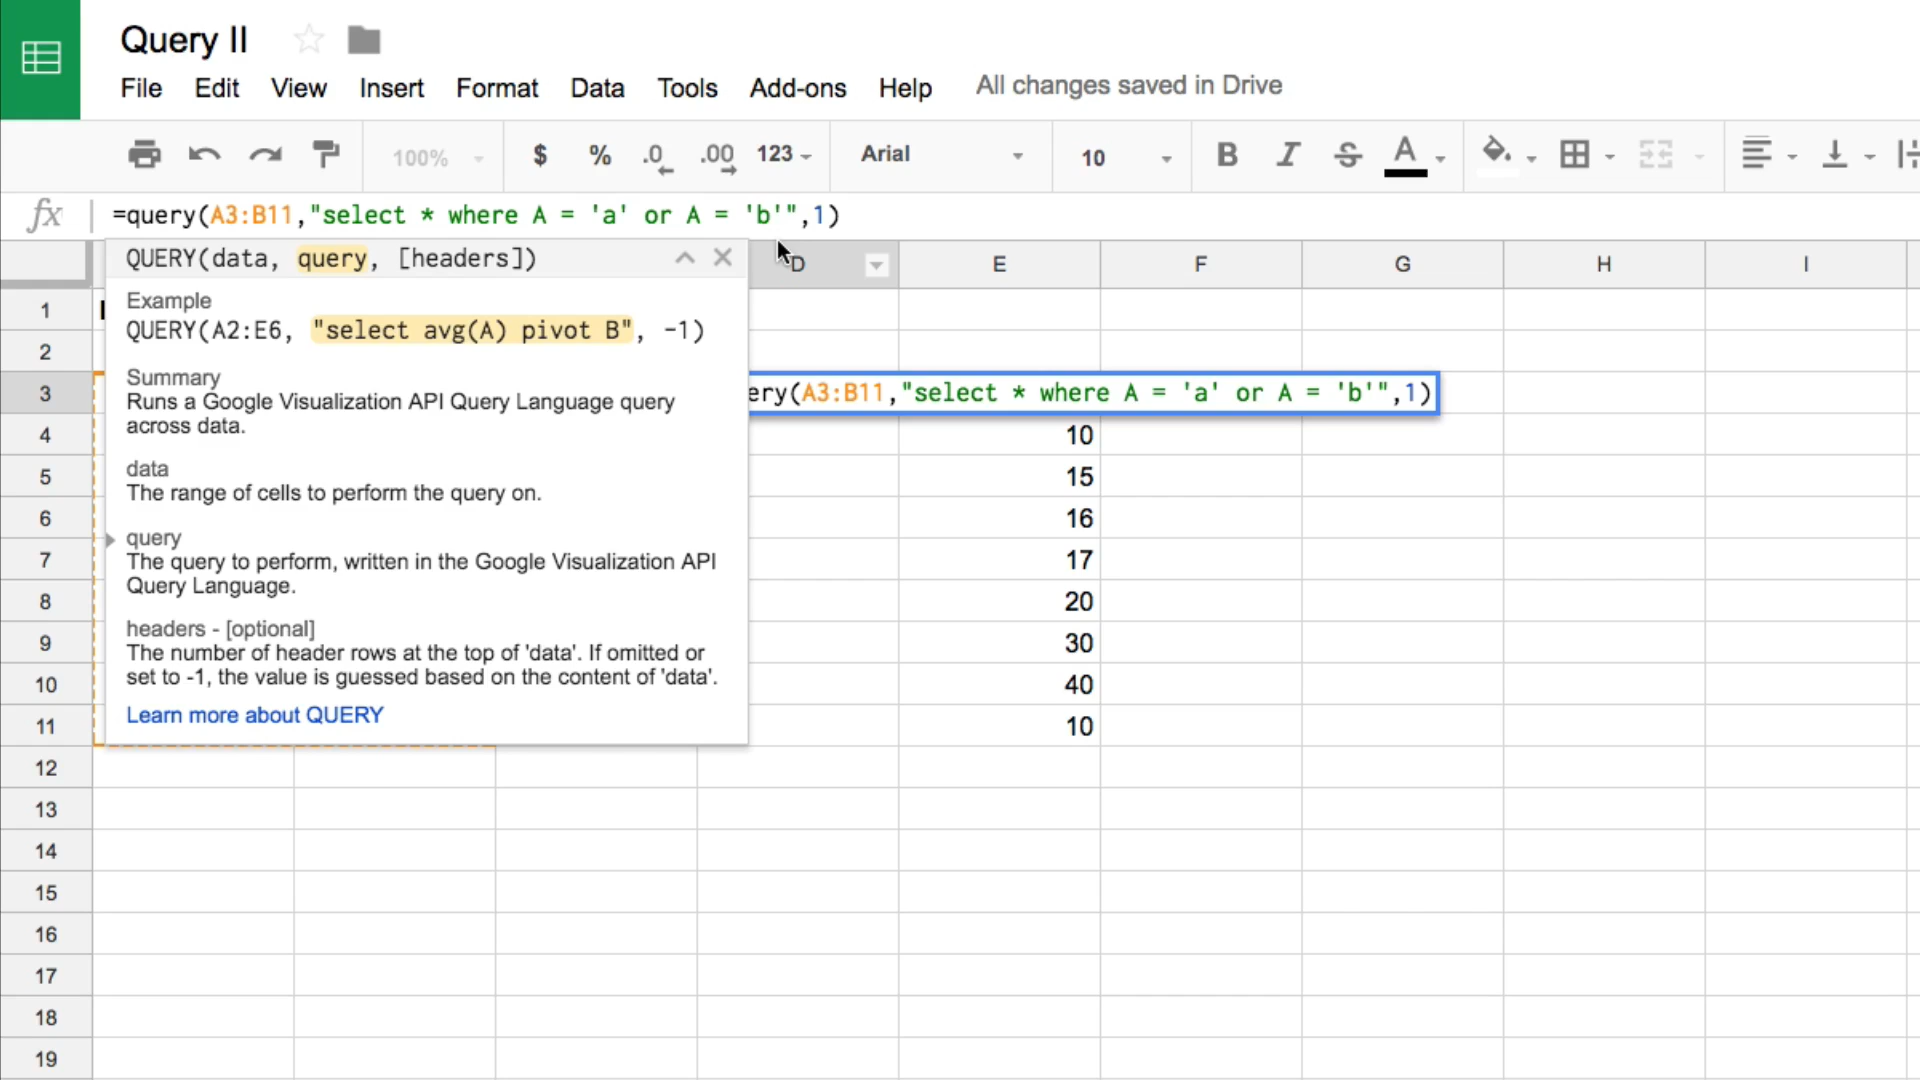 Query II
File Edit View Insert Format Data Tools Add-ons Help All changes saved in Drive
100% $ % .0 .00 123 Arial 10 B I S A
fx =query(A3:B11,"select * where A = 'a' or A = 'b'",1)
QUERY(data, query, [headers])
D E F G H I
Example
QUERY(A2:E6, "select avg(A) pivot B", -1)
Summary
Runs a Google Visualization API Query Language query
across data.
data
The range of cells to perform the query on.
query
The query to perform, written in the Google Visualization API
Query Language.
headers - [optional]
The number of header rows at the top of 'data'. If omitted or
set to -1, the value is guessed based on the content of 'data'.
Learn more about QUERY
1
2
3 ery(A3:B11,"select * where A = 'a' or A = 'b'",1)
4 10
5 15
6 16
7 17
8 20
9 30
10 40
11 10
12
13
14
15
16
17
18
19